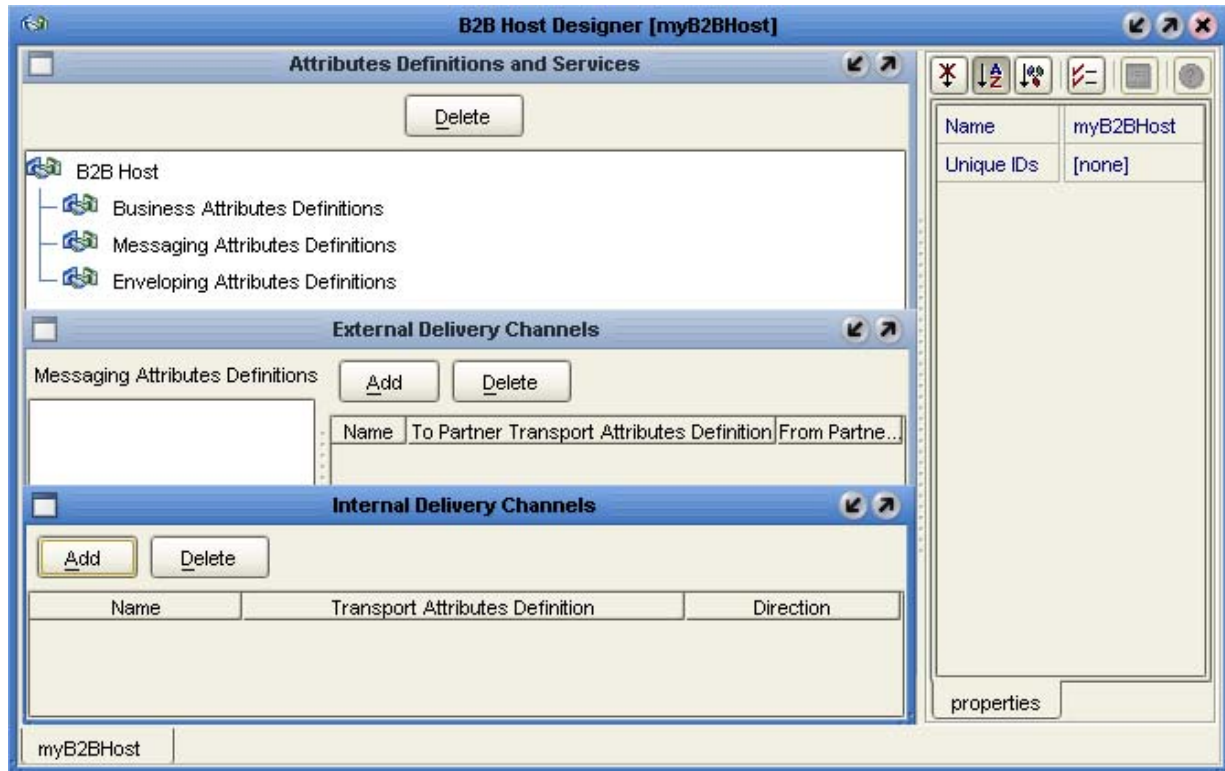 B2B Host Designer [myB2BHost]
Attributes Definitions and Services
Delete
B2B Host
Business Attributes Definitions
Messaging Attributes Definitions
Enveloping Attributes Definitions
External Delivery Channels
Messaging Attributes Definitions
Add Delete
Name To Partner Transport Attributes Definition From Partne...
Internal Delivery Channels
Add Delete
Name Transport Attributes Definition Direction
Name myB2BHost
Unique IDs [none]
properties
myB2BHost